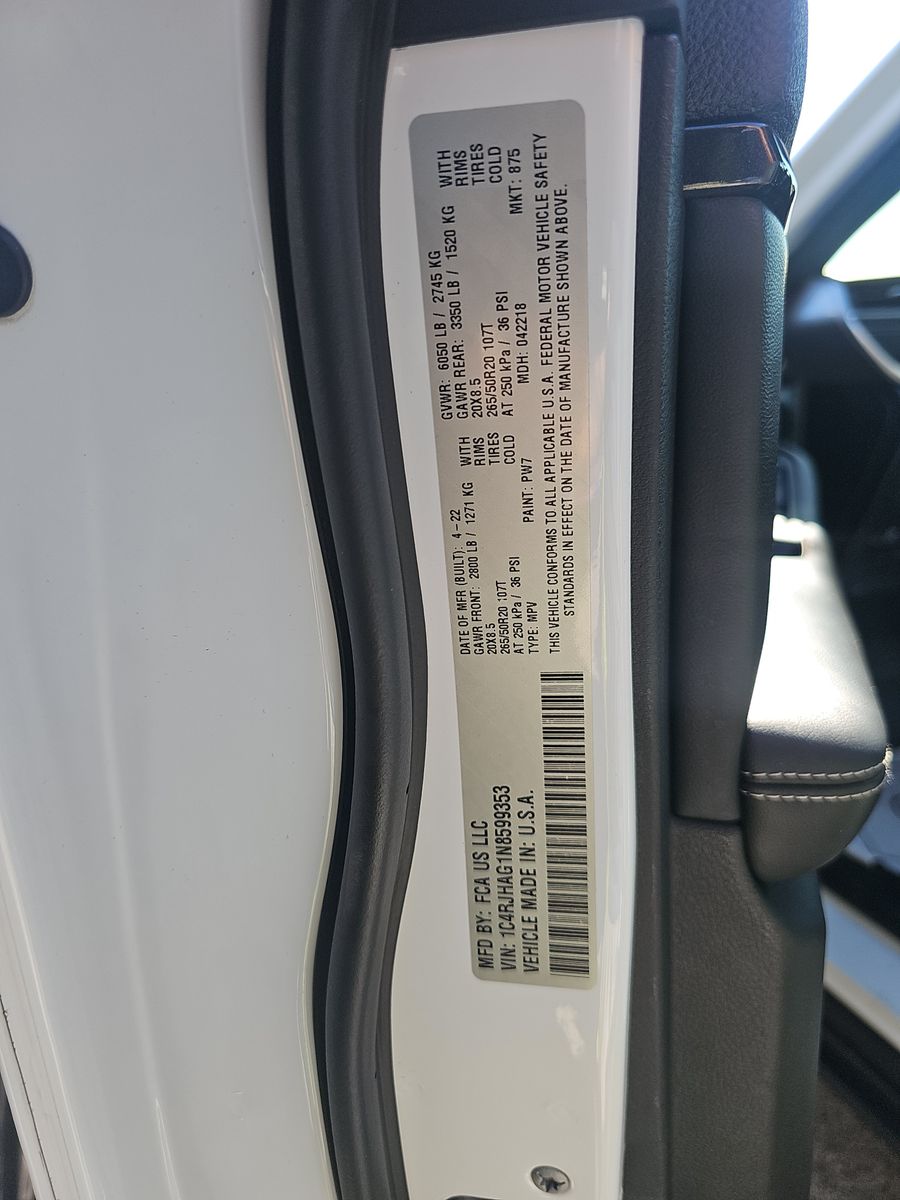 MFD BY: FCA US LLC
VIN: 1C4RJHAG1N8599353
VEHICLE MADE IN: U.S.A.
DATE OF MFR (BUILT): 4-22 GVWR: 6050 LB / 2745 KG
GAWR FRONT: 2800 LB / 1271 KG WITH GAWR REAR: 3350 LB / 1520 KG WITH
20X8.5 RIMS 20X8.5 RIMS
265/50R20 107T TIRES 265/50R20 107T TIRES
AT 250 kPa / 36 PSI COLD AT 250 kPa / 36 PSI COLD
TYPE: MPV PAINT: PW7 MDH: 042218 MKT: 875
THIS VEHICLE CONFORMS TO ALL APPLICABLE U.S.A. FEDERAL MOTOR VEHICLE SAFETY
STANDARDS IN EFFECT ON THE DATE OF MANUFACTURE SHOWN ABOVE.